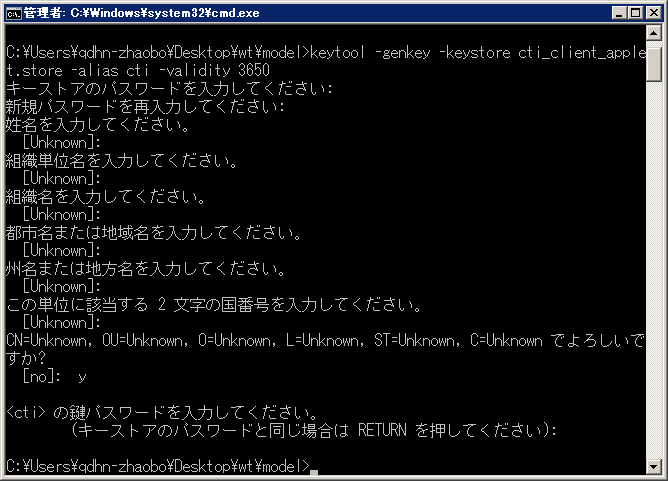 管理者: C:¥Windows¥system32¥cmd.exe
C:¥Users¥qdhn-zhaobo¥Desktop¥wt¥model>keytool -genkey -keystore cti_client_apple
t.store -alias cti -validity 3650
キーストアのパスワードを入力してください:
新規パスワードを再入力してください:
姓名を入力してください。
[Unknown]:
組織単位名を入力してください。
[Unknown]:
組織名を入力してください。
[Unknown]:
都市名または地域名を入力してください。
[Unknown]:
州名または地方名を入力してください。
[Unknown]:
この単位に該当する 2 文字の国番号を入力してください。
[Unknown]:
CN=Unknown, OU=Unknown, O=Unknown, L=Unknown, ST=Unknown, C=Unknown でよろしいで
すか?
[no]: y
<cti> の鍵パスワードを入力してください。
(キーストアのパスワードと同じ場合は RETURN を押してください):
C:¥Users¥qdhn-zhaobo¥Desktop¥wt¥model>